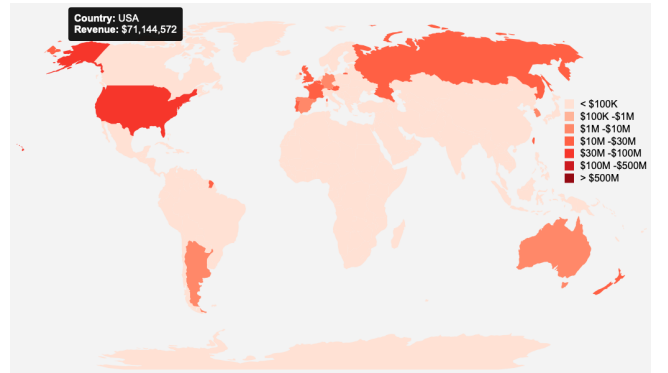 Country: USA
Revenue: $71,144,572
< $100K
$100K -$1M
$1M -$10M
$10M -$30M
$30M -$100M
$100M -$500M
> $500M